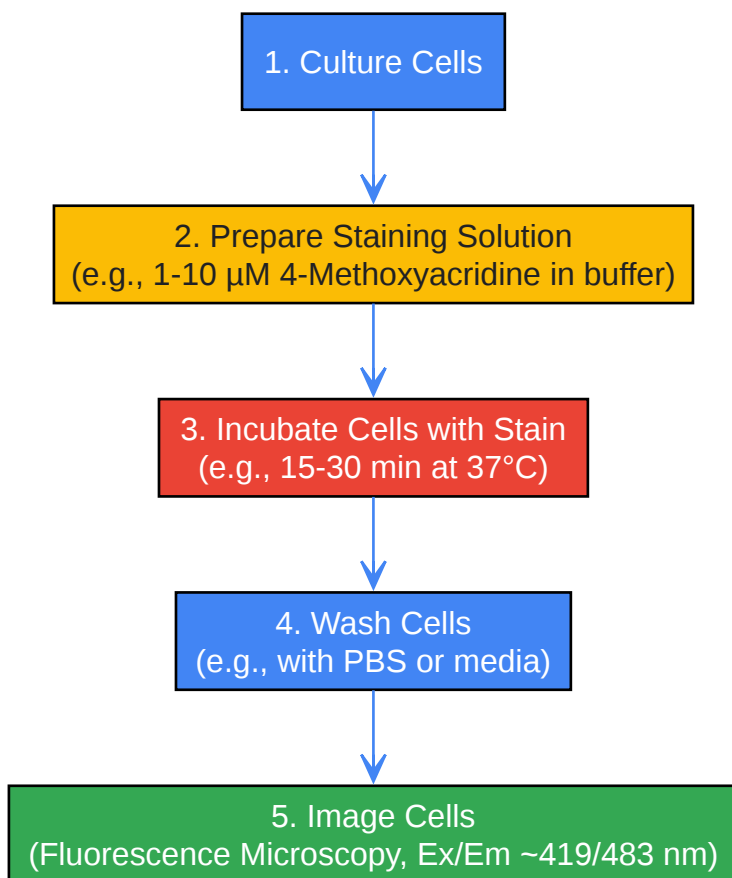 1. Culture Cells
2. Prepare Staining Solution
(e.g., 1-10 µM 4-Methoxyacridine in buffer)
3. Incubate Cells with Stain
(e.g., 15-30 min at 37°C)
4. Wash Cells
(e.g., with PBS or media)
5. Image Cells
(Fluorescence Microscopy, Ex/Em ~419/483 nm)